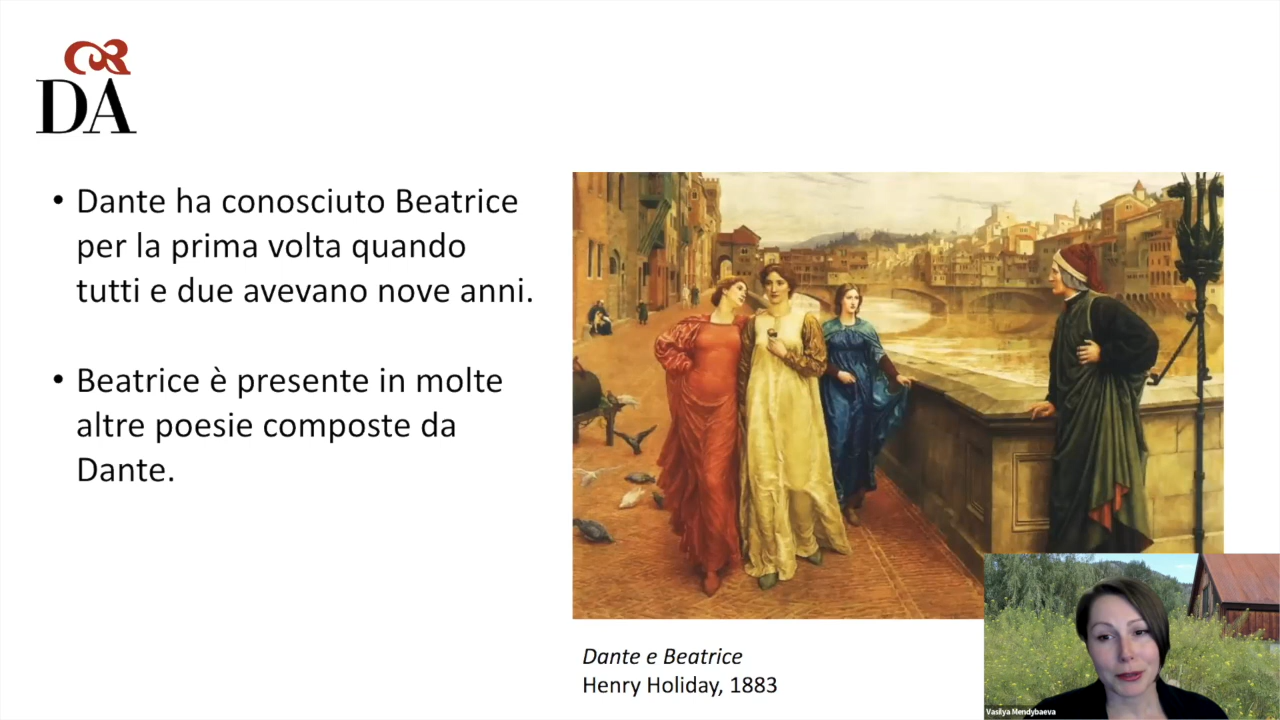 DA
• Dante ha conosciuto Beatrice
per la prima volta quando
tutti e due avevano nove anni.
• Beatrice è presente in molte
altre poesie composte da
Dante.
Dante e Beatrice
Henry Holiday, 1883
Vasilya Mendybaeva